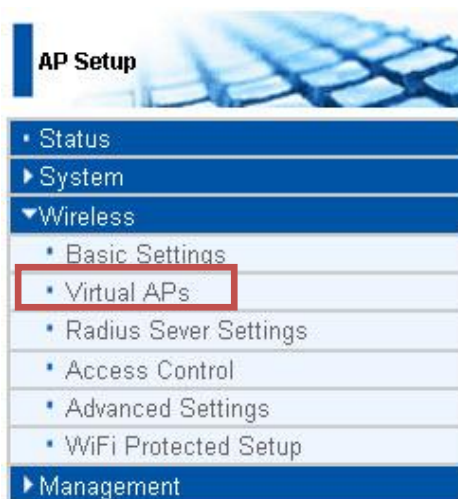 AP Setup
Status
System
Wireless
Basic Settings
Virtual APs
Radius Sever Settings
Access Control
Advanced Settings
WiFi Protected Setup
Management